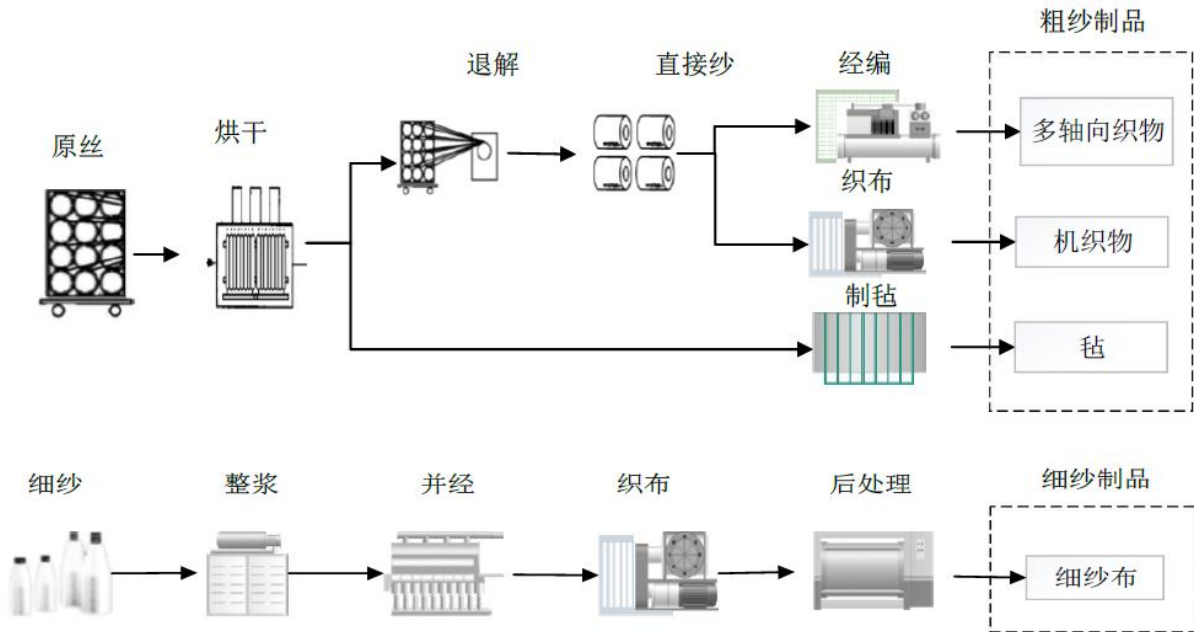 粗纱制品
退解
直接纱
经编
原丝
烘干
多轴向织物
织布
机织物
制毡
毡
细纱
整浆
并经
织布
后处理
细纱制品
细纱布